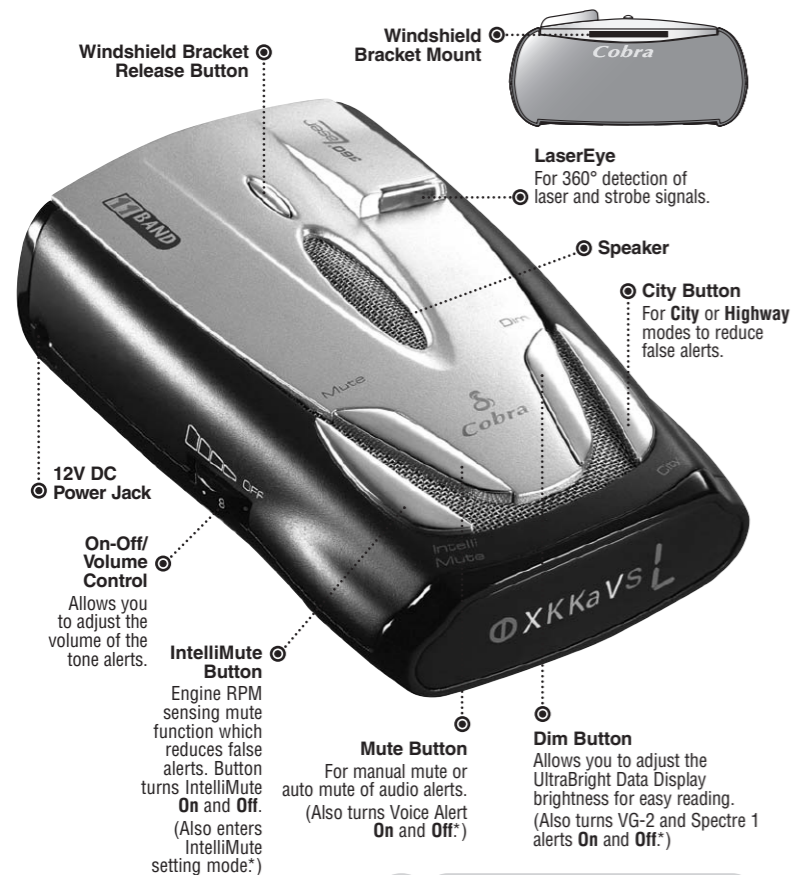 Windshield Bracket
Release Button
Windshield
Bracket Mount
Cobra
LaserEye
For 360° detection of
laser and strobe signals.
360° laser
11 BAND
Speaker
City Button
For City or Highway
modes to reduce
false alerts.
Dim
Mute
Cobra
City
12V DC
Power Jack
OFF
8
Intelli
Mute
XKKaVS L
On-Off/
Volume
Control
Allows you
to adjust the
volume of the
tone alerts.
IntelliMute
Button
Engine RPM
sensing mute
function which
reduces false
alerts. Button
turns IntelliMute
On and Off.
(Also enters
IntelliMute
setting mode.*)
Mute Button
For manual mute or
auto mute of audio alerts.
(Also turns Voice Alert
On and Off.*)
Dim Button
Allows you to adjust the
UltraBright Data Display
brightness for easy reading.
(Also turns VG-2 and Spectre 1
alerts On and Off.*)